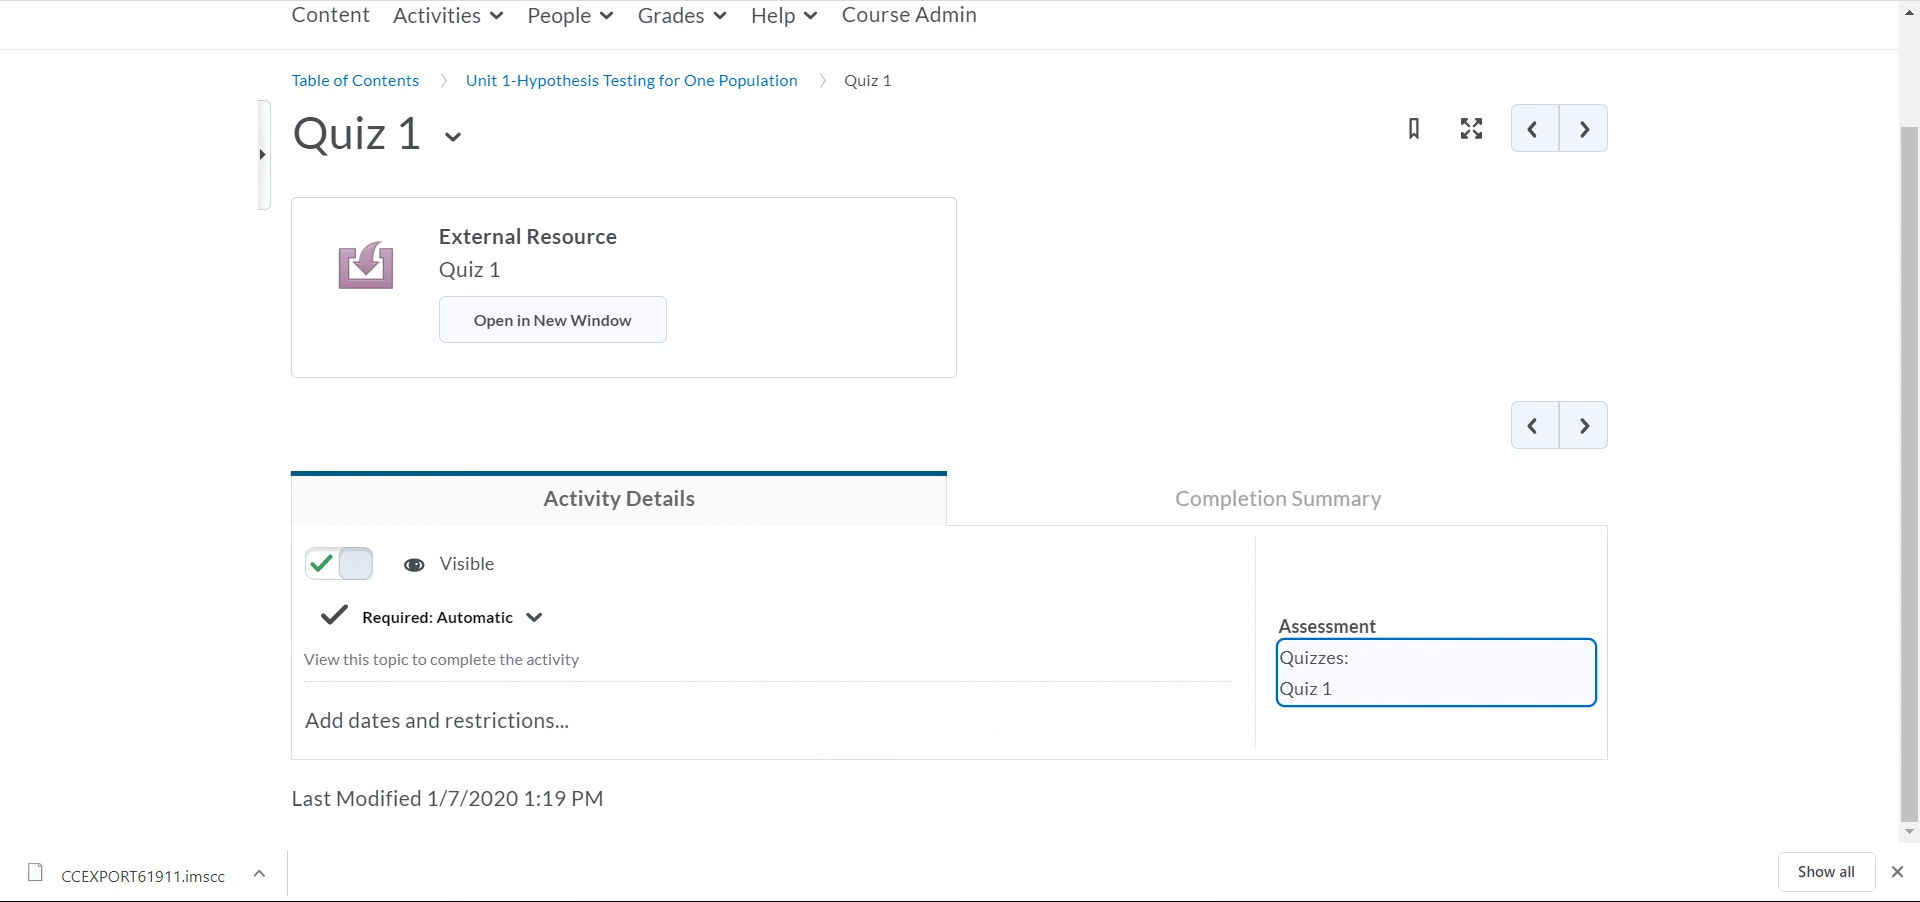 Content Activities People Grades Help Course Admin
Table of Contents Unit 1-Hypothesis Testing for One Population Quiz 1
Quiz 1
External Resource
Quiz 1
Open in New Window
Activity Details Completion Summary
Visible
Required: Automatic
View this topic to complete the activity
Add dates and restrictions...
Assessment
Quizzes:
Quiz 1
Last Modified 1/7/2020 1:19 PM
CCEXPORT61911.imscc
Show all